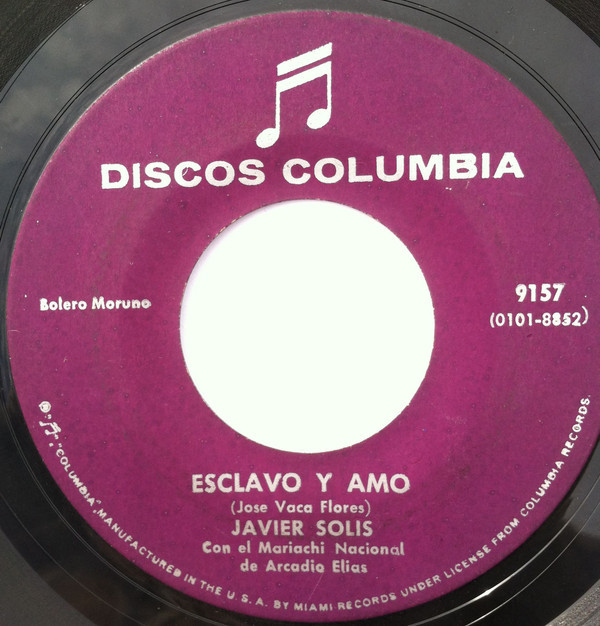 DISCOS COLUMBIA
Bolero Moruno
9157
(0101-8852)
ESCLAVO Y AMO
(Jose Vaca Flores)
JAVIER SOLIS
Con el Mariachi Nacional
de Arcadio Elias
®"♫". "COLUMBIA", MANUFACTURED IN THE U. S. A. BY MIAMI RECORDS UNDER LICENSE FROM COLUMBIA RECORDS.